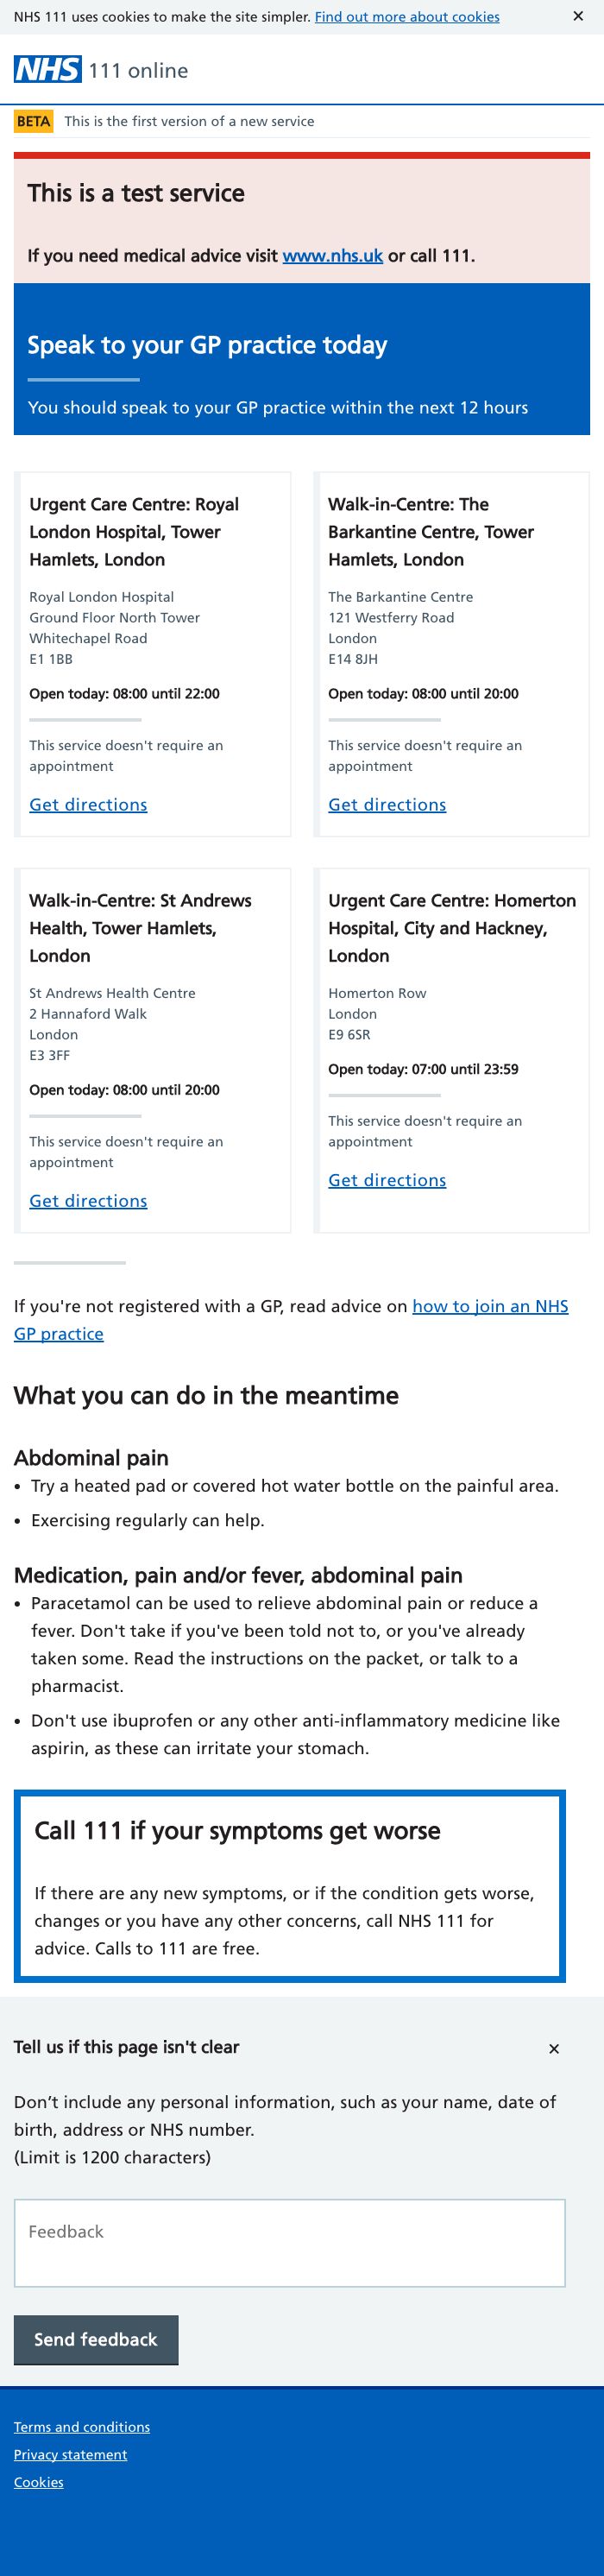 NHS 111 uses cookies to make the site simpler. Find out more about cookies ×
NHS 111 online
BETA This is the first version of a new service
This is a test service
If you need medical advice visit www.nhs.uk or call 111.
Speak to your GP practice today
You should speak to your GP practice within the next 12 hours
Urgent Care Centre: Royal
London Hospital, Tower
Hamlets, London
Royal London Hospital
Ground Floor North Tower
Whitechapel Road
E1 1BB
Open today: 08:00 until 22:00
This service doesn't require an
appointment
Get directions
Walk-in-Centre: The
Barkantine Centre, Tower
Hamlets, London
The Barkantine Centre
121 Westferry Road
London
E14 8JH
Open today: 08:00 until 20:00
This service doesn't require an
appointment
Get directions
Walk-in-Centre: St Andrews
Health, Tower Hamlets,
London
St Andrews Health Centre
2 Hannaford Walk
London
E3 3FF
Open today: 08:00 until 20:00
This service doesn't require an
appointment
Get directions
Urgent Care Centre: Homerton
Hospital, City and Hackney,
London
Homerton Row
London
E9 6SR
Open today: 07:00 until 23:59
This service doesn't require an
appointment
Get directions
If you're not registered with a GP, read advice on how to join an NHS
GP practice
What you can do in the meantime
Abdominal pain
• Try a heated pad or covered hot water bottle on the painful area.
• Exercising regularly can help.
Medication, pain and/or fever, abdominal pain
• Paracetamol can be used to relieve abdominal pain or reduce a
fever. Don't take if you've been told not to, or you've already
taken some. Read the instructions on the packet, or talk to a
pharmacist.
• Don't use ibuprofen or any other anti-inflammatory medicine like
aspirin, as these can irritate your stomach.
Call 111 if your symptoms get worse
If there are any new symptoms, or if the condition gets worse,
changes or you have any other concerns, call NHS 111 for
advice. Calls to 111 are free.
Tell us if this page isn't clear ×
Don’t include any personal information, such as your name, date of
birth, address or NHS number.
(Limit is 1200 characters)
Feedback
Send feedback
Terms and conditions
Privacy statement
Cookies